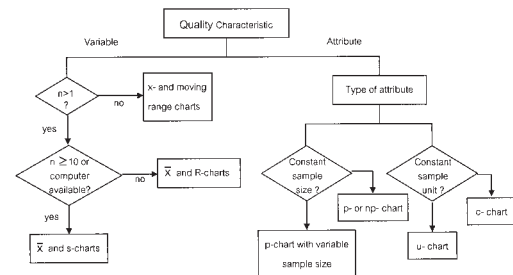 Quality Characteristic
Variable
Attribute
n>1
?
no
x- and moving
range charts
Type of attribute
yes
n ≥ 10 or
computer
available?
no
x̅ and R-charts
Constant
sample
size ?
Constant
sample
unit ?
yes
p- or np- chart
c- chart
x̅ and s-charts
p-chart with variable
sample size
u- chart